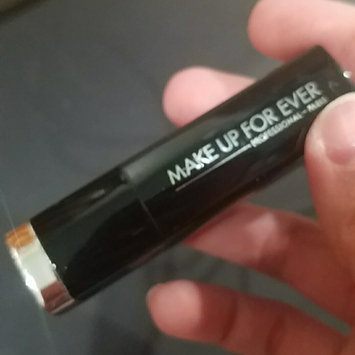 MAKE UP FOR EVER
PROFESSIONAL - PARIS